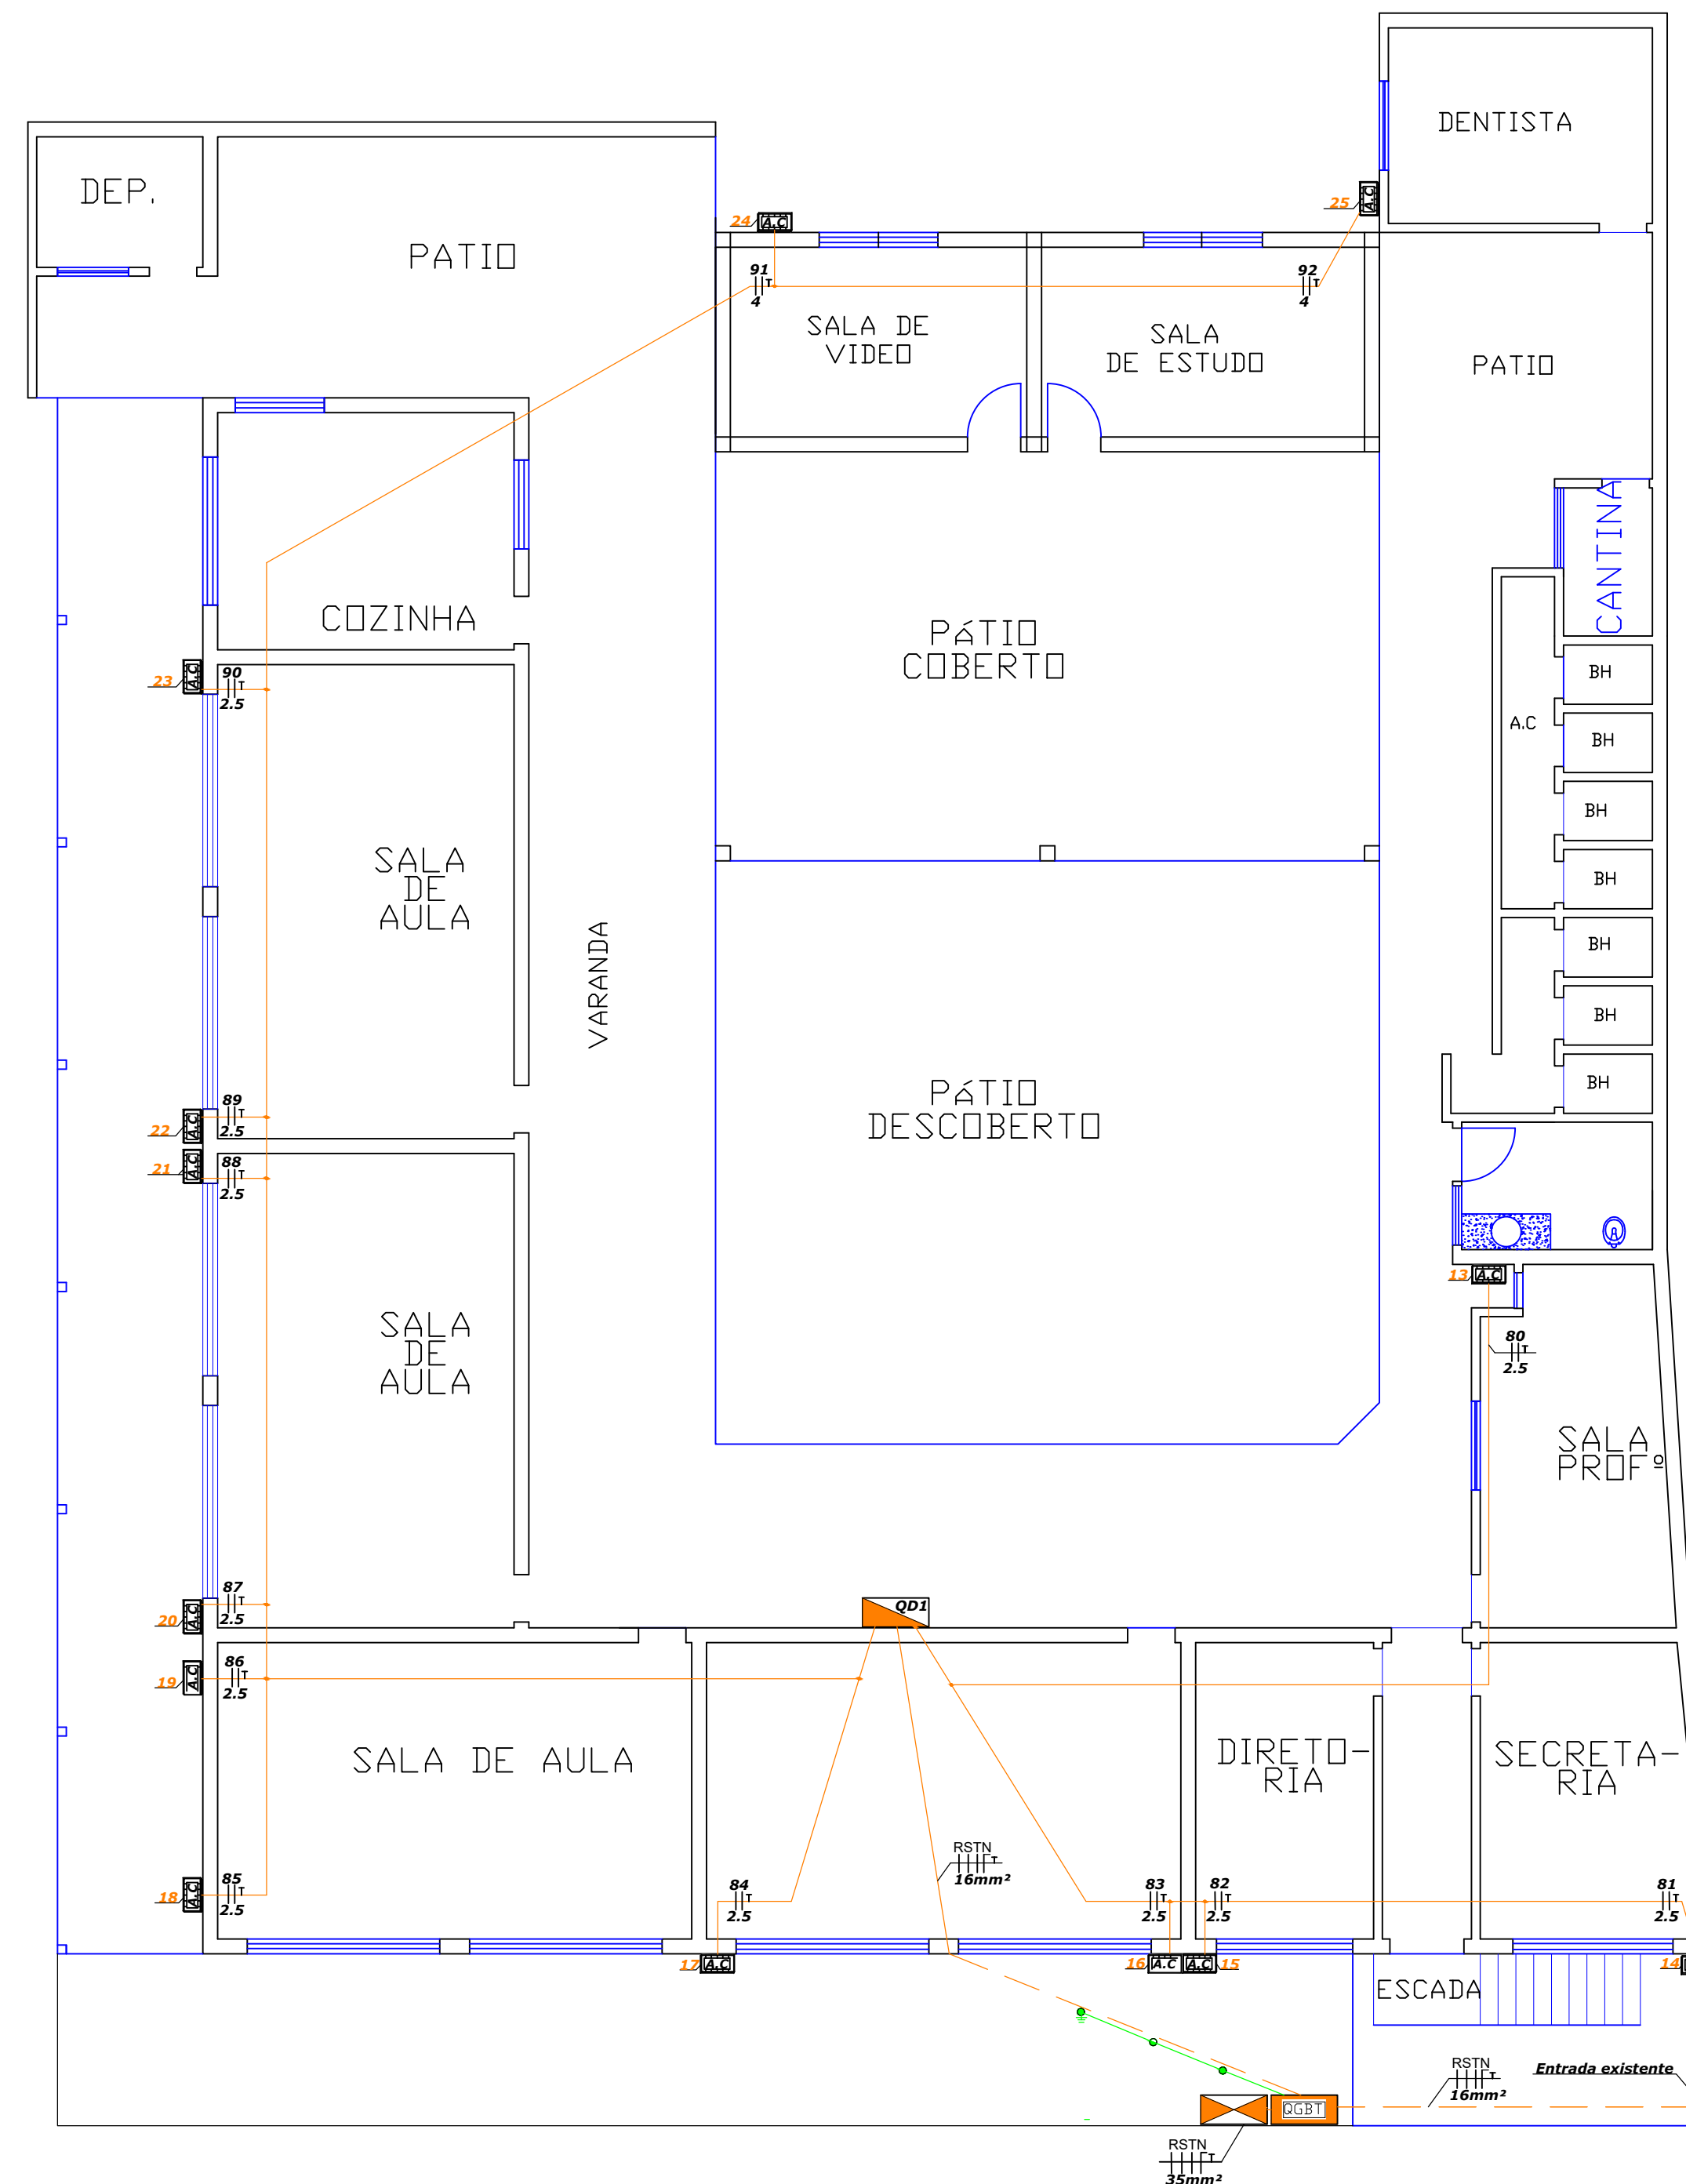 DENTISTA
DEP.
PATIO
24
A.C
25
A.C
91
T
4
92
T
4
SALA DE
VIDEO
SALA
DE ESTUDO
PATIO
CANTINA
COZINHA
PÁTIO
COBERTO
23
A.C
90
T
2.5
BH
A.C
BH
BH
SALA
DE
AULA
BH
VARANDA
BH
BH
BH
22
A.C
89
T
2.5
21
A.C
88
T
2.5
PÁTIO
DESCOBERTO
13
A.C
80
T
2.5
SALA
DE
AULA
SALA
PROFº
20
A.C
87
T
2.5
QD1
19
A.C
86
T
2.5
SALA DE AULA
DIRETO-
RIA
SECRETA-
RIA
RSTN
T
16mm²
18
A.C
85
T
2.5
84
T
2.5
83
T
2.5
82
T
2.5
81
T
2.5
17
A.C
16
A.C
A.C
15
14
ESCADA
RSTN
T
16mm²
Entrada existente
QGBT
RSTN
T
35mm²